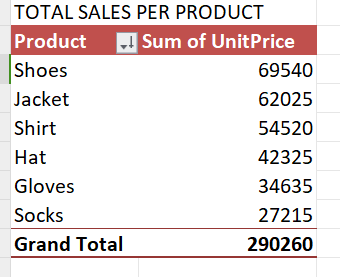 TOTAL SALES PER PRODUCT
Product Sum of UnitPrice
Shoes 69540
Jacket 62025
Shirt 54520
Hat 42325
Gloves 34635
Socks 27215
Grand Total 290260